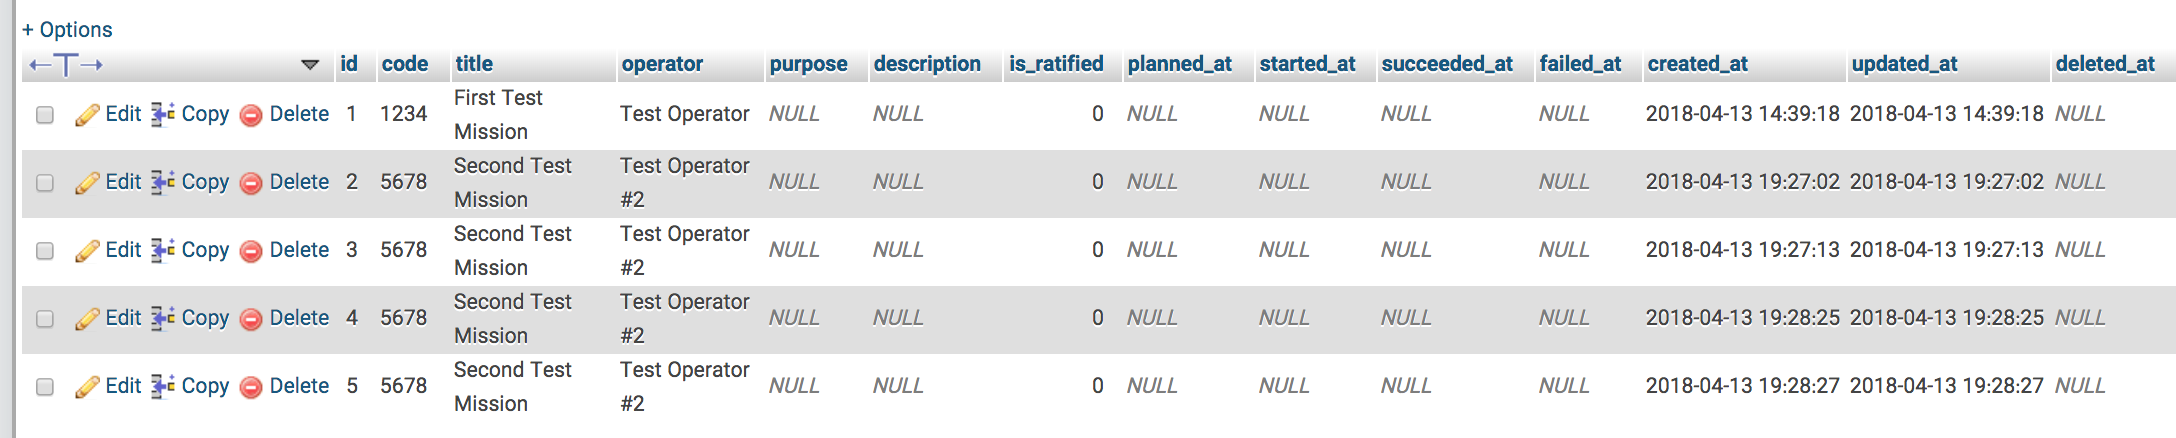 + Options
←T→ id code title operator purpose description is_ratified planned_at started_at succeeded_at failed_at created_at updated_at deleted_at
Edit Copy Delete 1 1234 First Test Mission Test Operator NULL NULL 0 NULL NULL NULL NULL 2018-04-13 14:39:18 2018-04-13 14:39:18 NULL
Edit Copy Delete 2 5678 Second Test Mission Test Operator #2 NULL NULL 0 NULL NULL NULL NULL 2018-04-13 19:27:02 2018-04-13 19:27:02 NULL
Edit Copy Delete 3 5678 Second Test Mission Test Operator #2 NULL NULL 0 NULL NULL NULL NULL 2018-04-13 19:27:13 2018-04-13 19:27:13 NULL
Edit Copy Delete 4 5678 Second Test Mission Test Operator #2 NULL NULL 0 NULL NULL NULL NULL 2018-04-13 19:28:25 2018-04-13 19:28:25 NULL
Edit Copy Delete 5 5678 Second Test Mission Test Operator #2 NULL NULL 0 NULL NULL NULL NULL 2018-04-13 19:28:27 2018-04-13 19:28:27 NULL